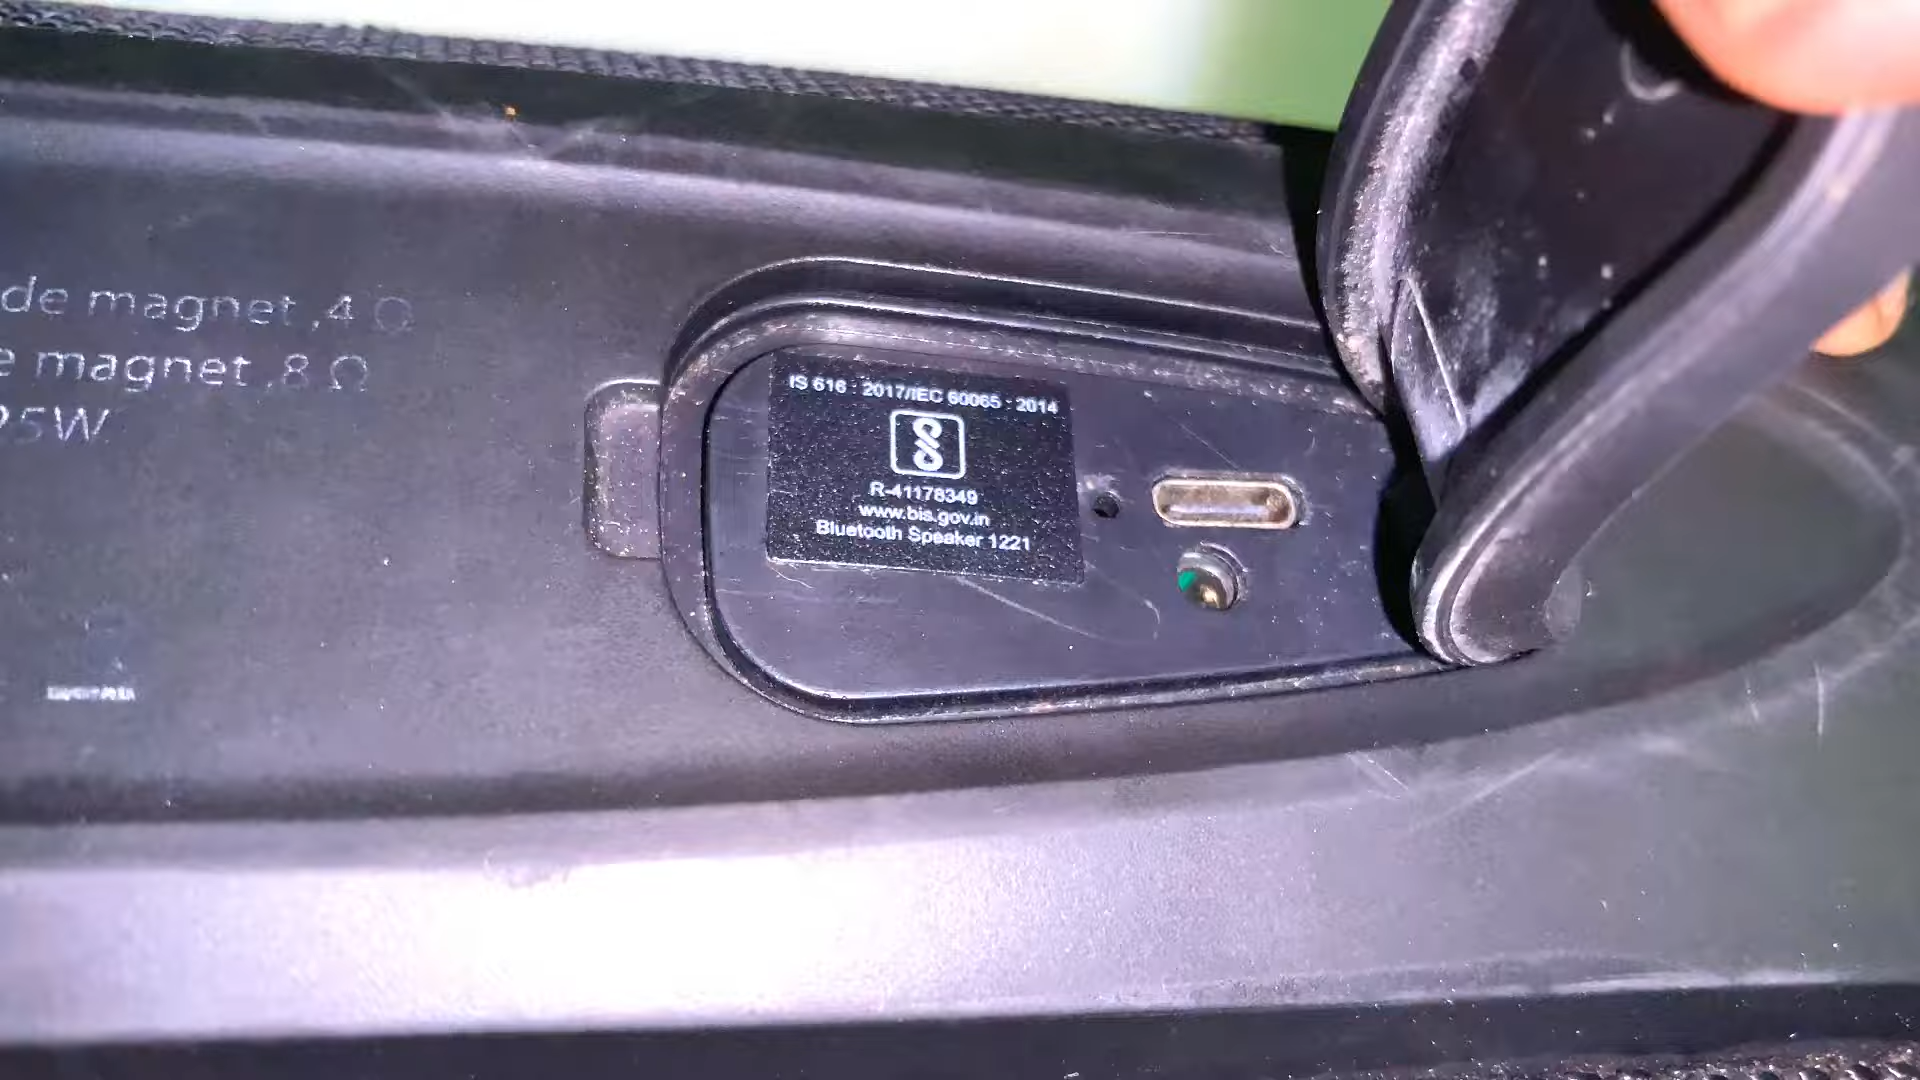 de magnet ,4 Ω
magnet ,8 Ω
IS 616 : 2017/IEC 60065 : 2014
R-41178349
www.bis.gov.in
Bluetooth Speaker 1221